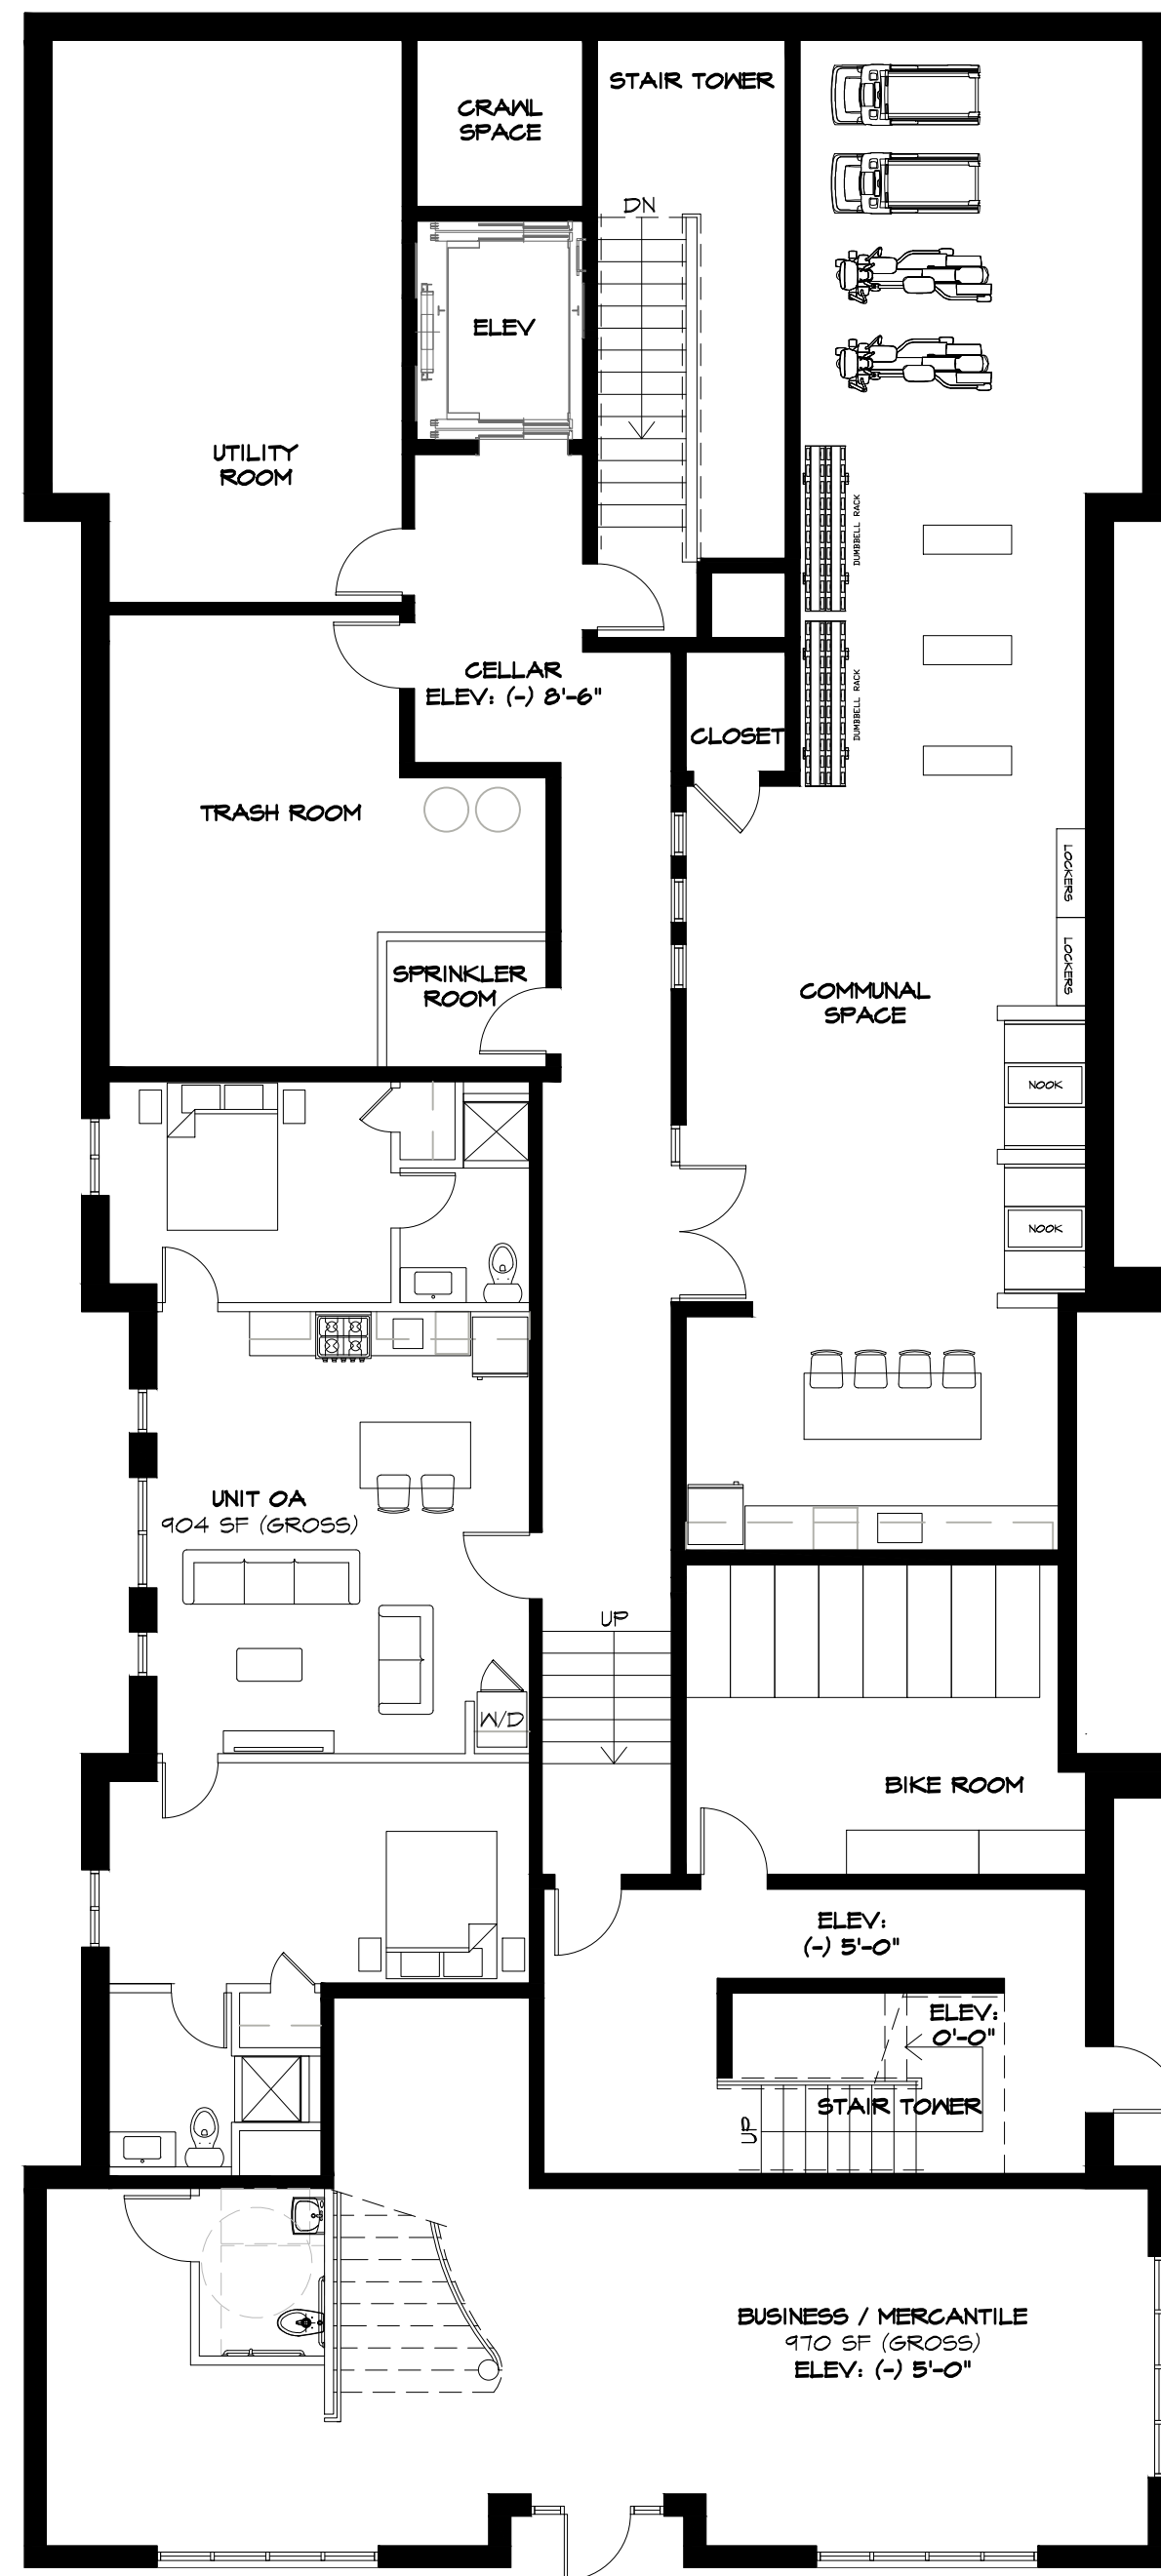 STAIR TOWER
CRAWL
SPACE
DN
ELEV
UTILITY
ROOM
DUMBBELL RACK
CELLAR
ELEV: (-) 8'-6"
DUMBBELL RACK
CLOSET
TRASH ROOM
LOCKERS
LOCKERS
SPRINKLER
ROOM
COMMUNAL
SPACE
NOOK
NOOK
UNIT OA
904 SF (GROSS)
UP
W/D
BIKE ROOM
ELEV:
(-) 5'-0"
ELEV:
0'-0"
STAIR TOWER
UP
BUSINESS / MERCANTILE
970 SF (GROSS)
ELEV: (-) 5'-0"